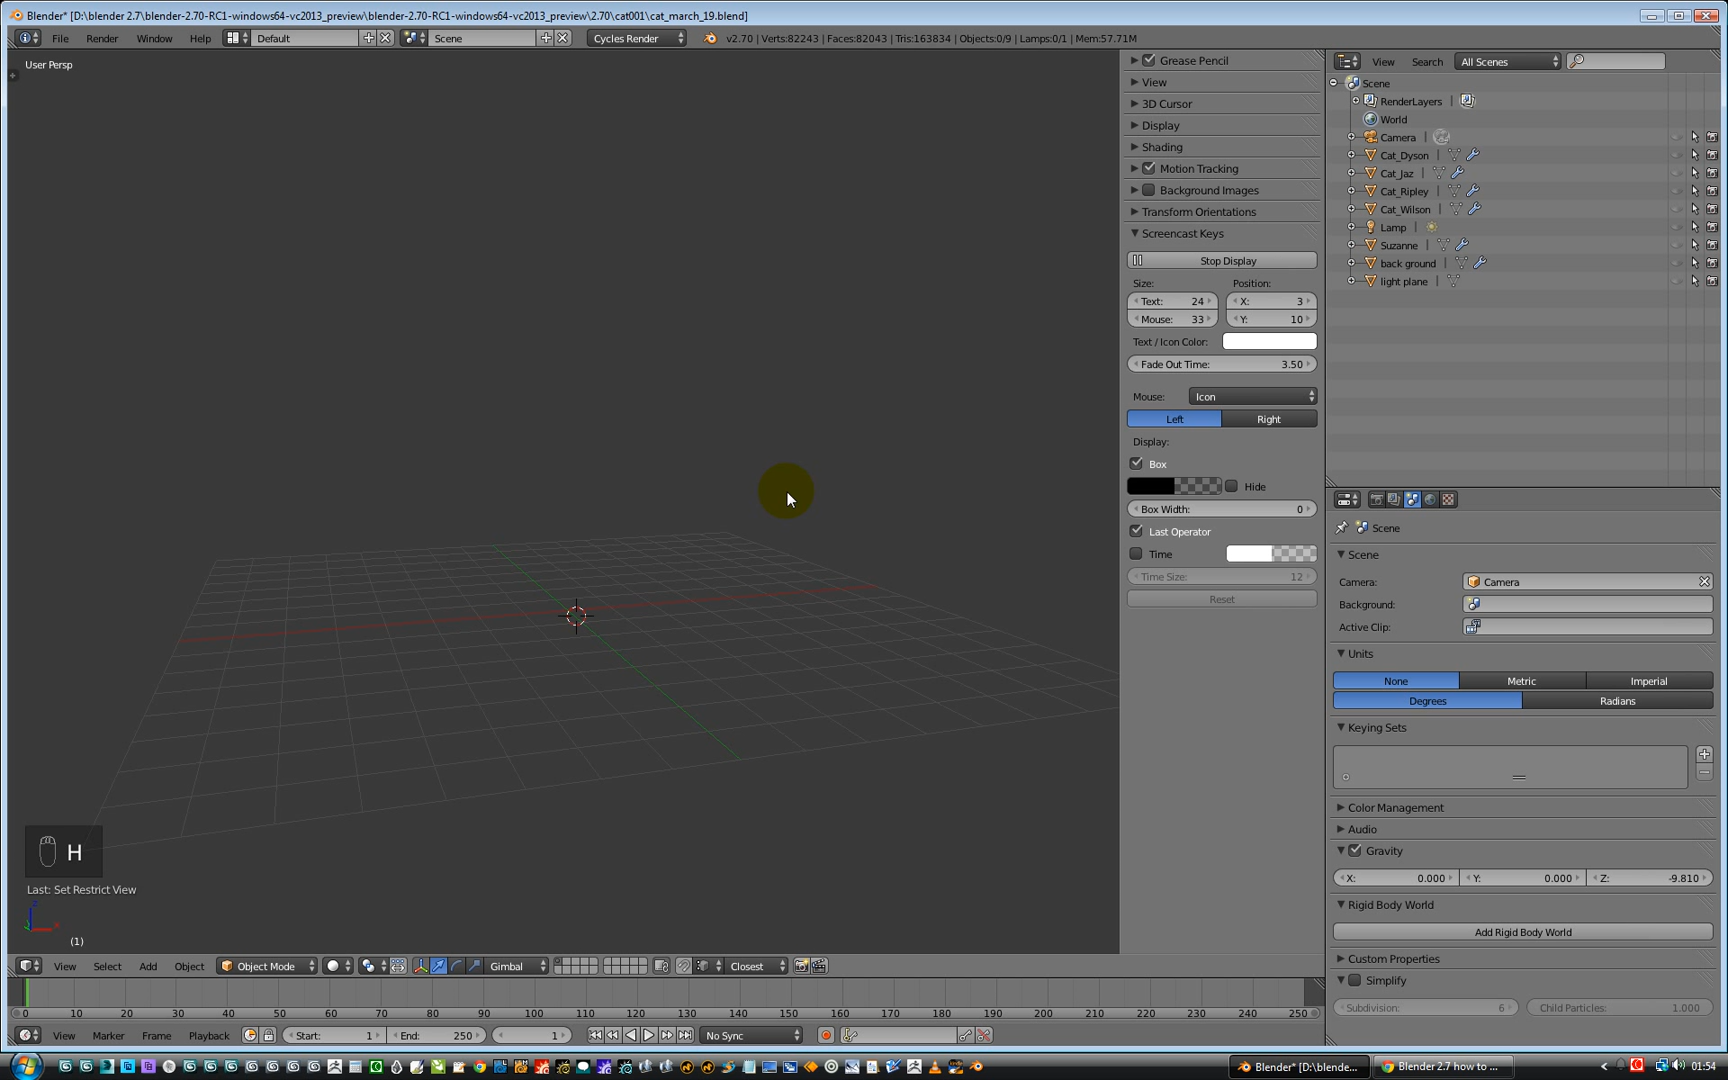 Blender* [D:\blender 2.7\blender-2.70-RC1-windows64-vc2013_preview\blender-2.70-RC1-windows64-vc2013_preview\2.70\cat001\cat_march_19.blend]
File Render Window Help Default Scene Cycles Render v2.70 | Verts:82243 | Faces:82043 | Tris:163834 | Objects:0/9 | Lamps:0/1 | Mem:57.71M
User Persp
Grease Pencil
View
3D Cursor
Display
Shading
Motion Tracking
Background Images
Transform Orientations
Screencast Keys
Stop Display
Size: Position:
Text: 24 X: 3
Mouse: 33 Y: 10
Text / Icon Color:
Fade Out Time: 3.50
Mouse: Icon
Left Right
Display:
Box
Hide
Box Width: 0
Last Operator
Time
Time Size: 12
Reset
View Search All Scenes
Scene
RenderLayers |
World
Camera |
Cat_Dyson |
Cat_Jaz |
Cat_Ripley |
Cat_Wilson |
Lamp |
Suzanne |
back ground |
light plane |
Scene
Scene
Camera: Camera
Background:
Active Clip:
Units
None Metric Imperial
Degrees Radians
Keying Sets
Color Management
Audio
Gravity
X: 0.000 Y: 0.000 Z: -9.810
Rigid Body World
Add Rigid Body World
Custom Properties
Simplify
Subdivision: 6 Child Particles: 1.000
H
Last: Set Restrict View
z
x
(1)
View Select Add Object Object Mode Gimbal Closest
0 10 20 30 40 50 60 70 80 90 100 110 120 130 140 150 160 170 180 190 200 210 220 230 240 250
View Marker Frame Playback Start: 1 End: 250 1 No Sync
Blender* [D:\blende... Blender 2.7 how to ... 01:54